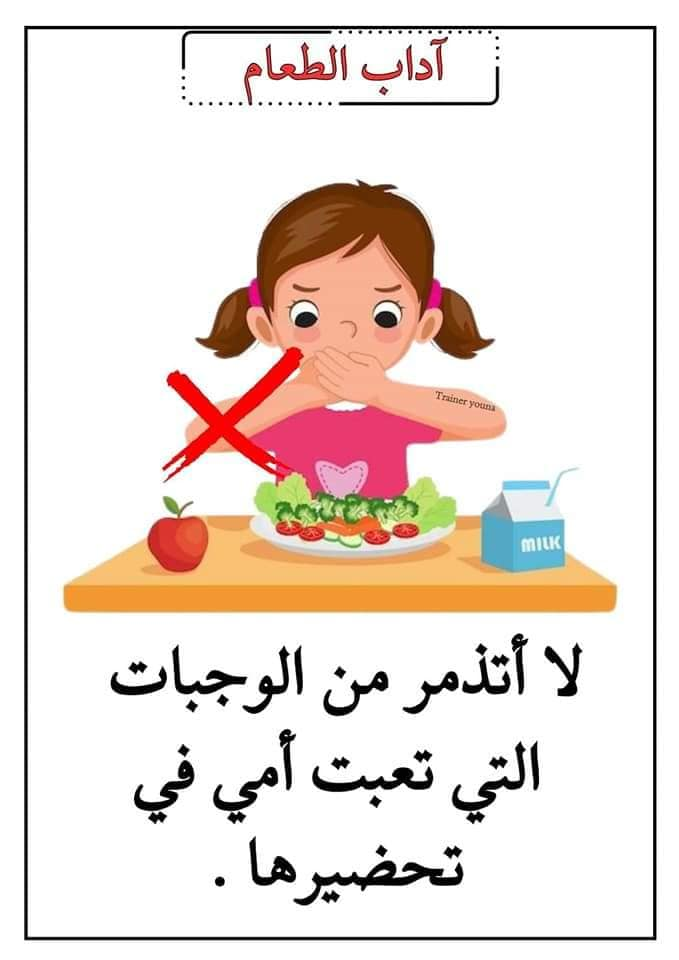 آداب الطعام
Trainer youna
MILK
لا أتذمر من الوجبات
التي تعبت أمي في
تحضيرها .